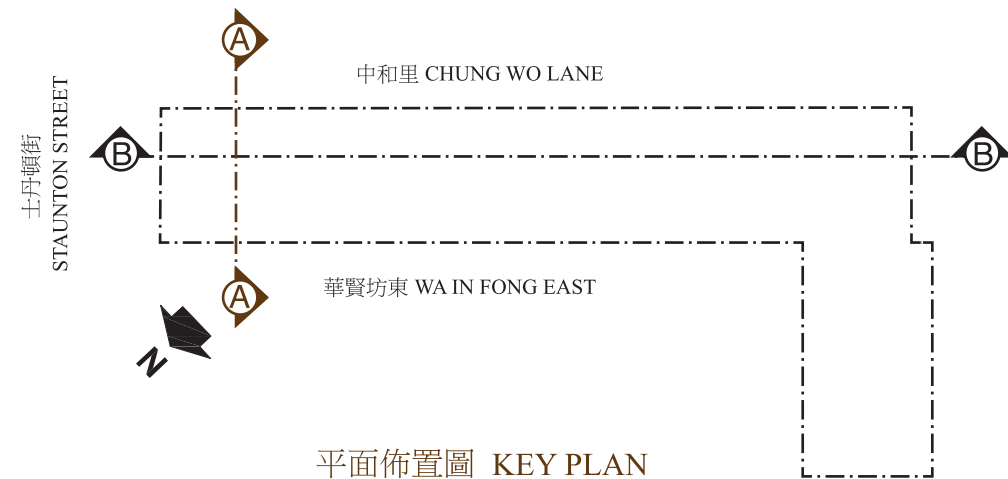 A
中和里 CHUNG WO LANE
士丹頓街
STAUNTON STREET
B
B
華賢坊東 WA IN FONG EAST
A
N
平面佈置圖 KEY PLAN